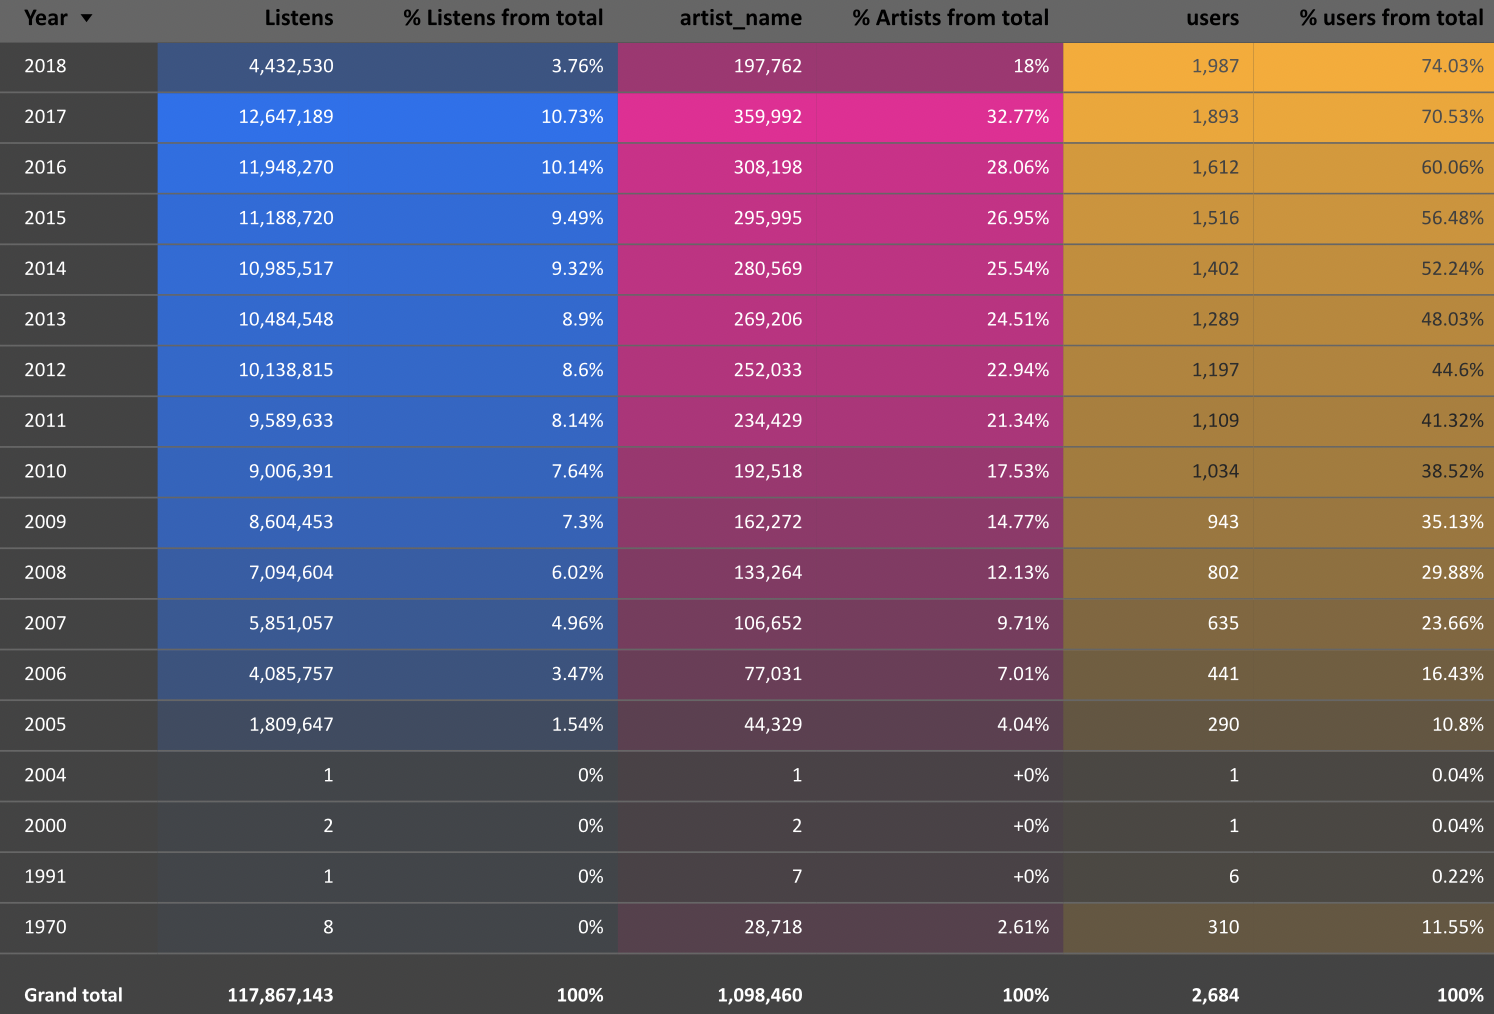 Year Listens % Listens from total artist_name % Artists from total users % users from total
2018 4,432,530 3.76% 197,762 18% 1,987 74.03%
2017 12,647,189 10.73% 359,992 32.77% 1,893 70.53%
2016 11,948,270 10.14% 308,198 28.06% 1,612 60.06%
2015 11,188,720 9.49% 295,995 26.95% 1,516 56.48%
2014 10,985,517 9.32% 280,569 25.54% 1,402 52.24%
2013 10,484,548 8.9% 269,206 24.51% 1,289 48.03%
2012 10,138,815 8.6% 252,033 22.94% 1,197 44.6%
2011 9,589,633 8.14% 234,429 21.34% 1,109 41.32%
2010 9,006,391 7.64% 192,518 17.53% 1,034 38.52%
2009 8,604,453 7.3% 162,272 14.77% 943 35.13%
2008 7,094,604 6.02% 133,264 12.13% 802 29.88%
2007 5,851,057 4.96% 106,652 9.71% 635 23.66%
2006 4,085,757 3.47% 77,031 7.01% 441 16.43%
2005 1,809,647 1.54% 44,329 4.04% 290 10.8%
2004 1 0% 1 +0% 1 0.04%
2000 2 0% 2 +0% 1 0.04%
1991 1 0% 7 +0% 6 0.22%
1970 8 0% 28,718 2.61% 310 11.55%
Grand total 117,867,143 100% 1,098,460 100% 2,684 100%